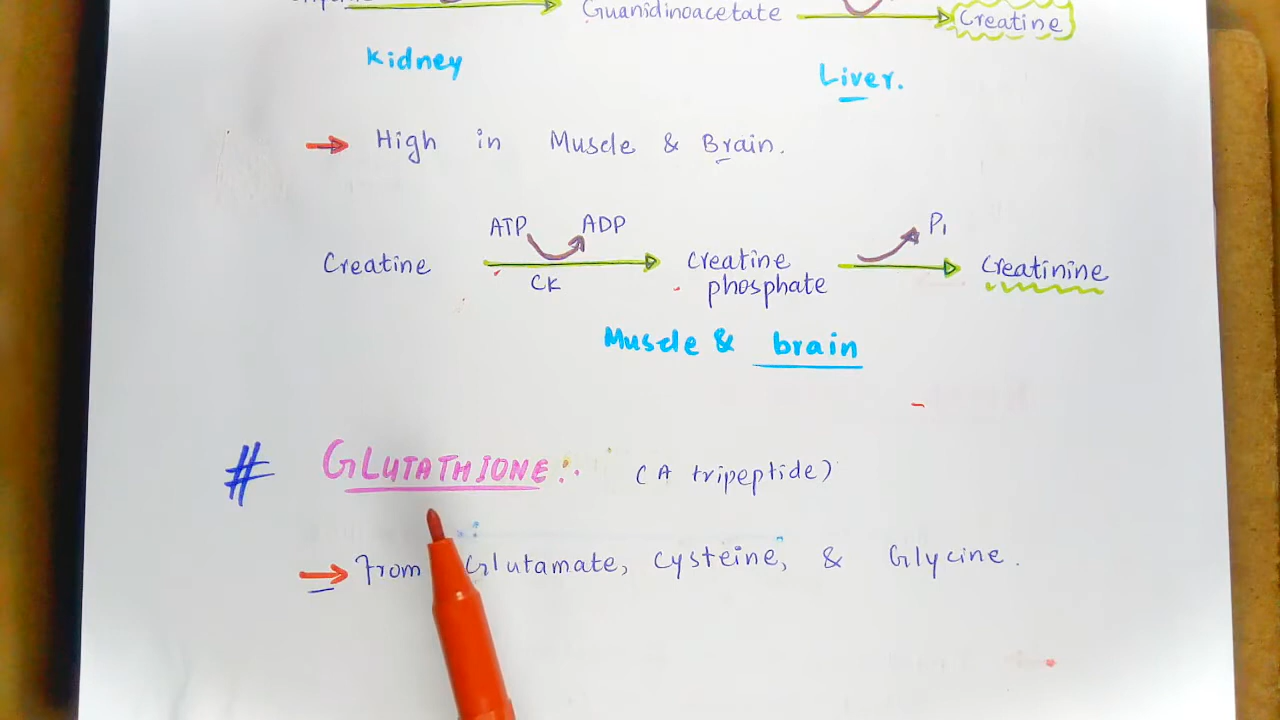 Guanidinoacetate Creatine
Kidney Liver.
High in Muscle & Brain.
ATP ADP Pi
Creatine Creatine phosphate Creatinine
CK
Muscle & brain
# GLUTATHIONE:. (A tripeptide)
From Glutamate, Cysteine, & Glycine.